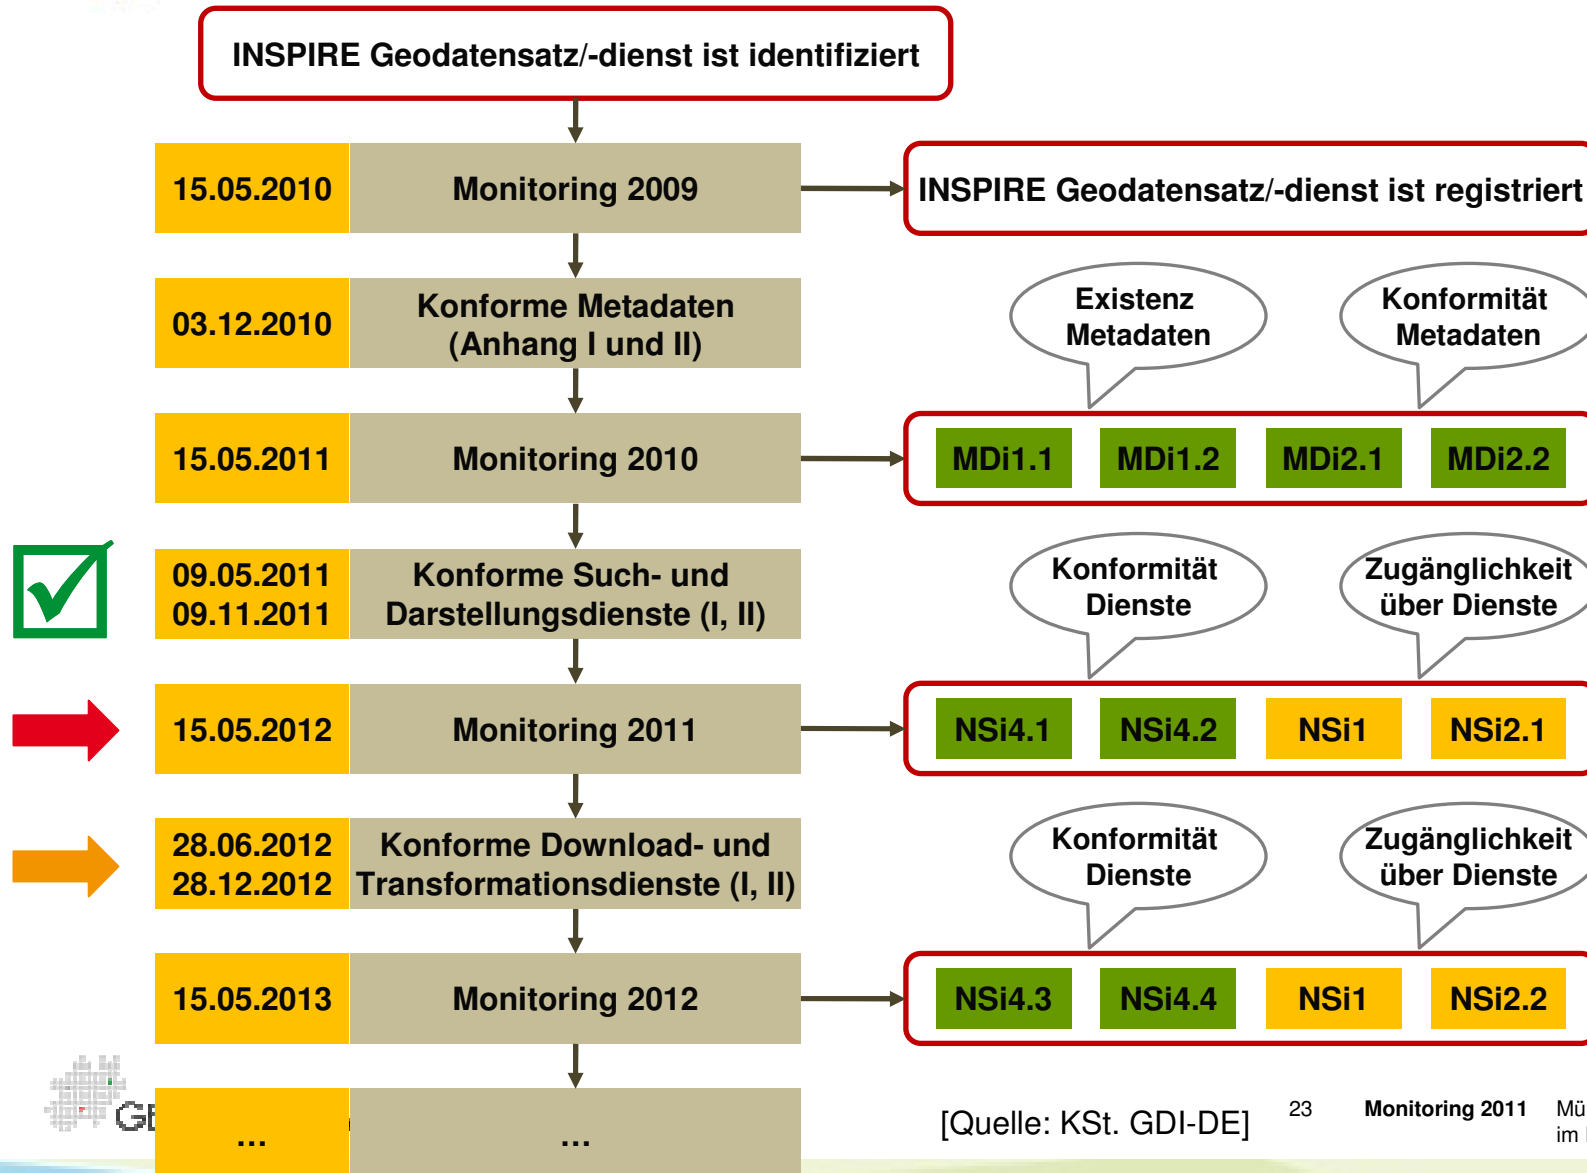 INSPIRE Geodatensatz/-dienst ist identifiziert
15.05.2010
Monitoring 2009
INSPIRE Geodatensatz/-dienst ist registriert
03.12.2010
Konforme Metadaten
(Anhang I und II)
Existenz
Metadaten
Konformität
Metadaten
15.05.2011
Monitoring 2010
MDi1.1
MDi1.2
MDi2.1
MDi2.2
09.05.2011
09.11.2011
Konforme Such- und
Darstellungsdienste (I, II)
Konformität
Dienste
Zugänglichkeit
über Dienste
15.05.2012
Monitoring 2011
NSi4.1
NSi4.2
NSi1
NSi2.1
28.06.2012
28.12.2012
Konforme Download- und
Transformationsdienste (I, II)
Konformität
Dienste
Zugänglichkeit
über Dienste
15.05.2013
Monitoring 2012
NSi4.3
NSi4.4
NSi1
NSi2.2
...
...
[Quelle: KSt. GDI-DE]
23
Monitoring 2011
im